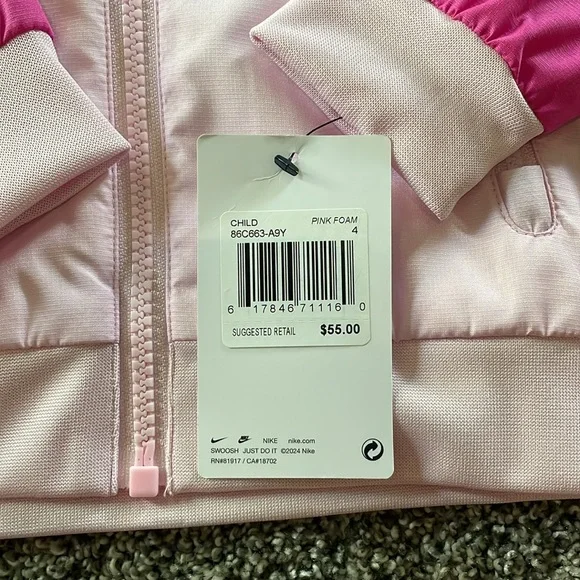 CHILD PINK FOAM
86C663-A9Y 4
6 17846 71116 0
SUGGESTED RETAIL $55.00
NIKE nike.com
SWOOSH JUST DO IT ©2024 Nike
RN#81917 / CA#18702